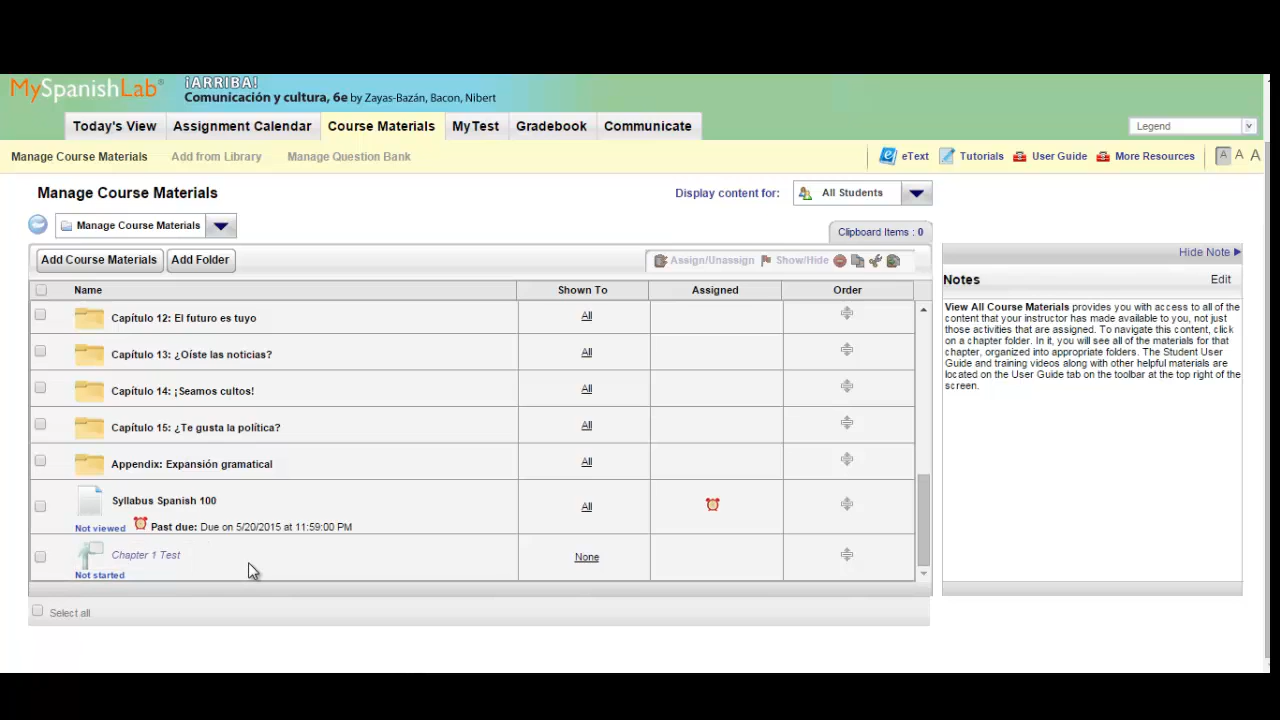 MySpanishLab®
¡ARRIBA!
Comunicación y cultura, 6e by Zayas-Bazán, Bacon, Nibert
Today's View Assignment Calendar Course Materials MyTest Gradebook Communicate
Legend
Manage Course Materials Add from Library Manage Question Bank
eText Tutorials User Guide More Resources A A A
Manage Course Materials
Display content for: All Students
Manage Course Materials
Clipboard Items : 0
Add Course Materials Add Folder
Assign/Unassign Show/Hide
Name Shown To Assigned Order
Capítulo 12: El futuro es tuyo All
Capítulo 13: ¿Oíste las noticias? All
Capítulo 14: ¡Seamos cultos! All
Capítulo 15: ¿Te gusta la política? All
Appendix: Expansión gramatical All
Syllabus Spanish 100 All
Not viewed Past due: Due on 5/20/2015 at 11:59:00 PM
Chapter 1 Test None
Not started
Select all
Hide Note
Notes Edit
View All Course Materials provides you with access to all of the
content that your instructor has made available to you, not just
those activities that are assigned. To navigate this content, click
on a chapter folder. In it, you will see all of the materials for that
chapter, organized into appropriate folders. The Student User
Guide and training videos along with other helpful materials are
located on the User Guide tab on the toolbar at the top right of the
screen.